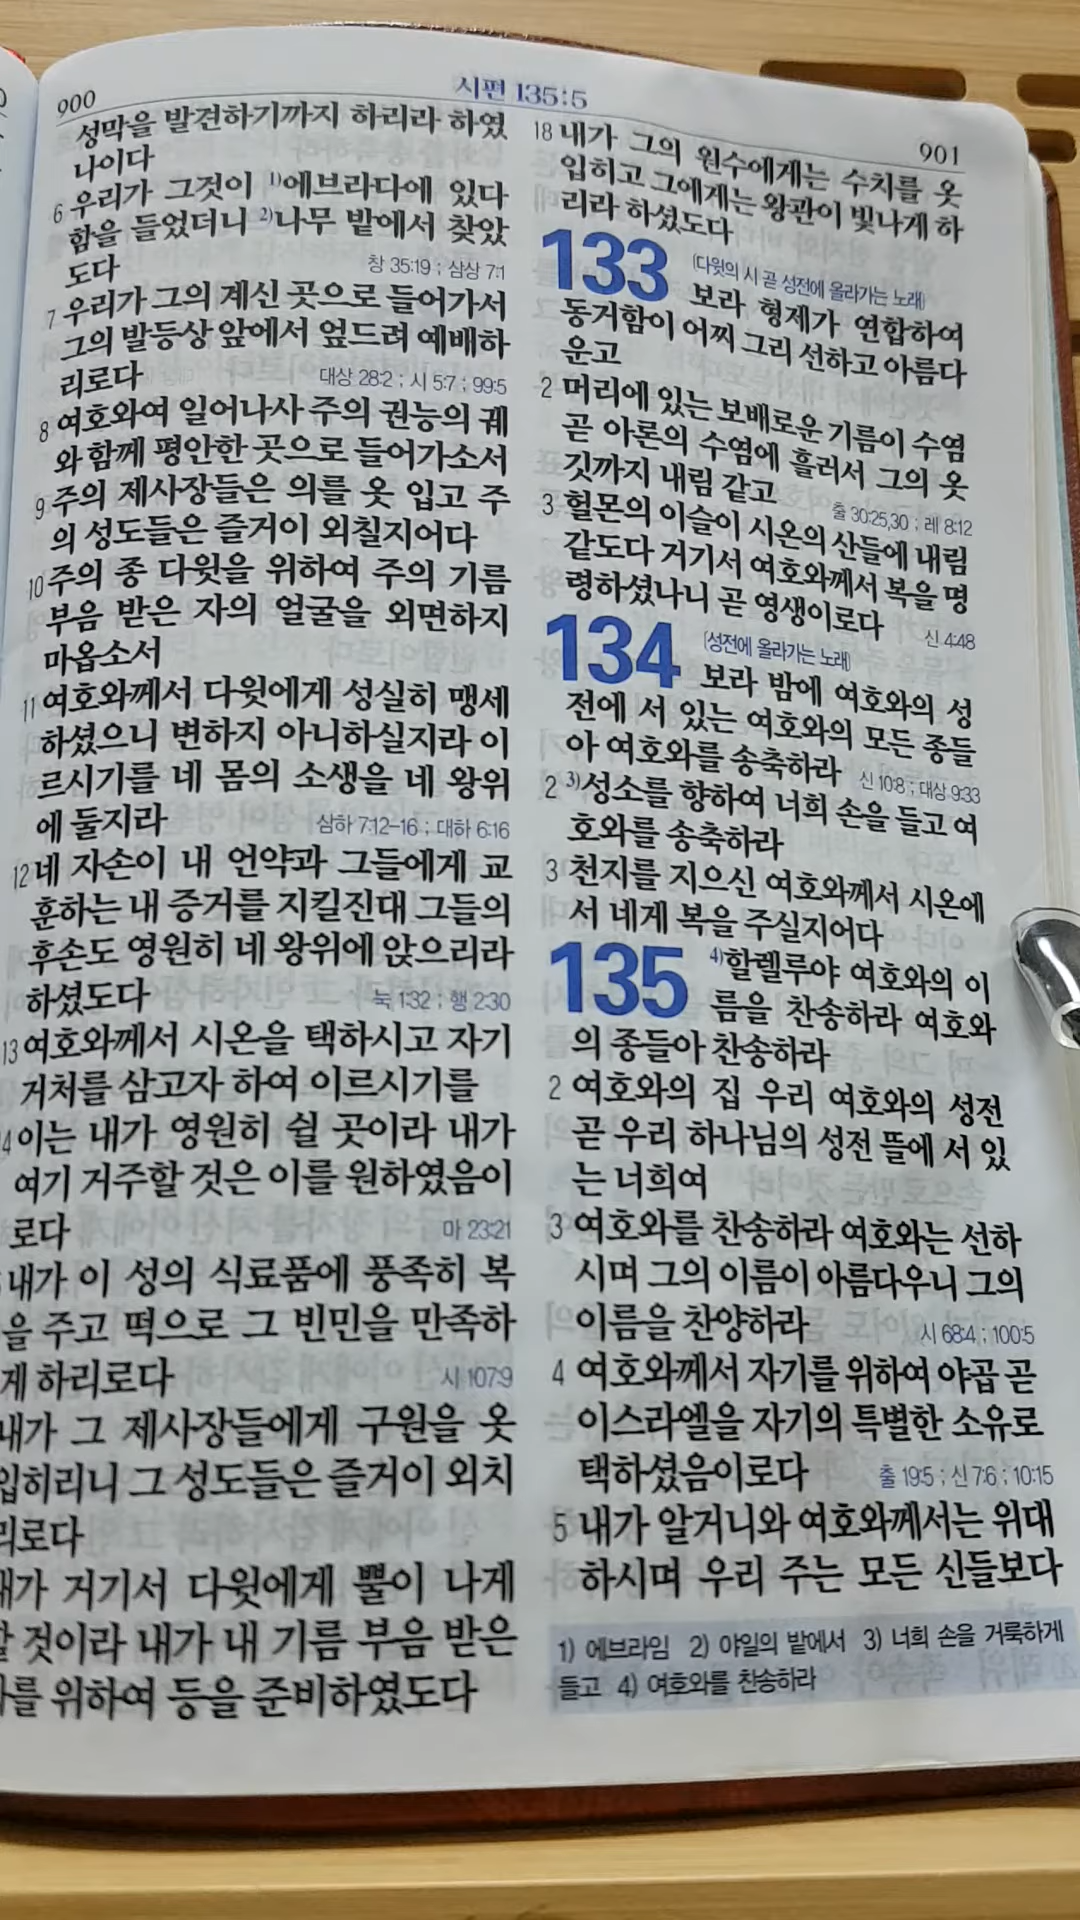 900
시편 135:5
901
성막을 발견하기까지 하리라 하였
나이다
6 우리가 그것이 1)에브라다에 있다
함을 들었더니 2)나무 밭에서 찾았
도다 창 35:19 ; 삼상 7:1
7 우리가 그의 계신 곳으로 들어가서
그의 발등상 앞에서 엎드려 예배하
리로다 대상 28:2 ; 시 5:7 ; 99:5
8 여호와여 일어나사 주의 권능의 궤
와 함께 평안한 곳으로 들어가소서
9 주의 제사장들은 의를 옷 입고 주
의 성도들은 즐거이 외칠지어다
10 주의 종 다윗을 위하여 주의 기름
부음 받은 자의 얼굴을 외면하지
마옵소서
11 여호와께서 다윗에게 성실히 맹세
하셨으니 변하지 아니하실지라 이
르시기를 네 몸의 소생을 네 왕위
에 둘지라 삼하 7:12-16 ; 대하 6:16
12 네 자손이 내 언약과 그들에게 교
훈하는 내 증거를 지킬진대 그들의
후손도 영원히 네 왕위에 앉으리라
하셨도다 눅 1:32 ; 행 2:30
13 여호와께서 시온을 택하시고 자기
거처를 삼고자 하여 이르시기를
4 이는 내가 영원히 쉴 곳이라 내가
여기 거주할 것은 이를 원하였음이
로다 마 23:21
내가 이 성의 식료품에 풍족히 복
을 주고 떡으로 그 빈민을 만족하
게 하리로다 시 107:9
내가 그 제사장들에게 구원을 옷
입히리니 그 성도들은 즐거이 외치
리로다
내가 거기서 다윗에게 뿔이 나게
할 것이라 내가 내 기름 부음 받은
를 위하여 등을 준비하였도다
18 내가 그의 원수에게는 수치를 옷
입히고 그에게는 왕관이 빛나게 하
리라 하셨도다
133 (다윗의 시 곧 성전에 올라가는 노래)
보라 형제가 연합하여
동거함이 어찌 그리 선하고 아름다
운고
2 머리에 있는 보배로운 기름이 수염
곧 아론의 수염에 흘러서 그의 옷
깃까지 내림 같고 출 30:25,30 ; 레 8:12
3 헐몬의 이슬이 시온의 산들에 내림
같도다 거기서 여호와께서 복을 명
령하셨나니 곧 영생이로다 신 4:48
134 (성전에 올라가는 노래)
보라 밤에 여호와의 성
전에 서 있는 여호와의 모든 종들
아 여호와를 송축하라 신 10:8 ; 대상 9:33
2 3)성소를 향하여 너희 손을 들고 여
호와를 송축하라
3 천지를 지으신 여호와께서 시온에
서 네게 복을 주실지어다
135 4)할렐루야 여호와의 이
름을 찬송하라 여호와
의 종들아 찬송하라
2 여호와의 집 우리 여호와의 성전
곧 우리 하나님의 성전 뜰에 서 있
는 너희여
3 여호와를 찬송하라 여호와는 선하
시며 그의 이름이 아름다우니 그의
이름을 찬양하라 시 68:4 ; 100:5
4 여호와께서 자기를 위하여 야곱 곧
이스라엘을 자기의 특별한 소유로
택하셨음이로다 출 19:5 ; 신 7:6 ; 10:15
5 내가 알거니와 여호와께서는 위대
하시며 우리 주는 모든 신들보다
1) 에브라임 2) 야일의 밭에서 3) 너희 손을 거룩하게
들고 4) 여호와를 찬송하라